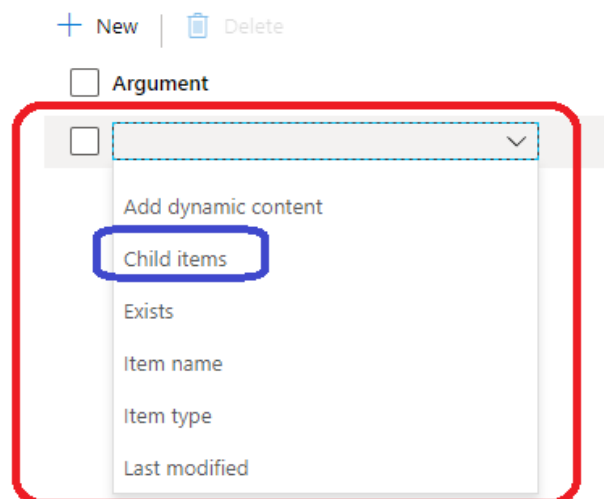 New Delete
Argument
Add dynamic content
Child items
Exists
Item name
Item type
Last modified